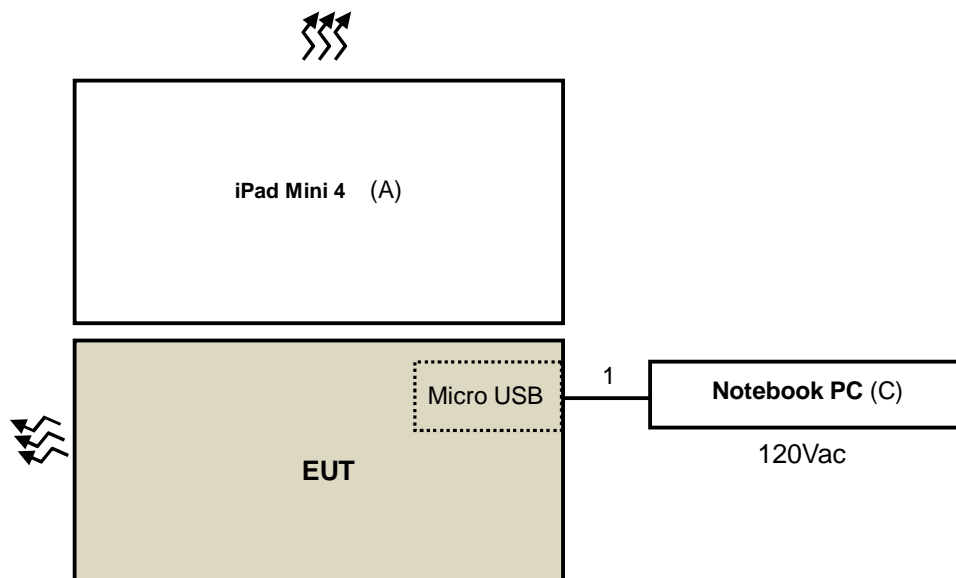 iPad Mini 4 (A)
Micro USB
1
Notebook PC (C)
120Vac
EUT